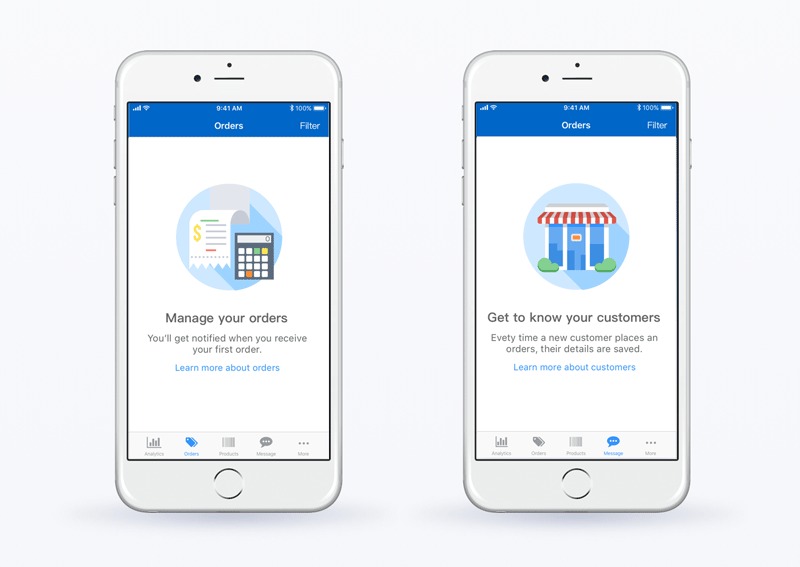 9:41 AM
100%
Orders
Filter
$
0
Manage your orders
You'll get notified when you receive
your first order.
Learn more about orders
Analytics
Orders
Products
Message
More
9:41 AM
100%
Orders
Filter
Get to know your customers
Evety time a new customer places an
orders, their details are saved.
Learn more about customers
Analytics
Orders
Products
Message
More